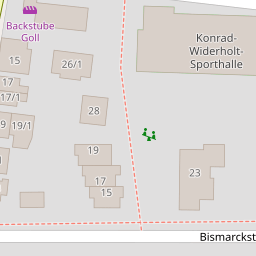 Backstube
Goll
Konrad-
Widerholt-
Sporthalle
15
26/1
17
17/1
28
9
19/1
19
17
15
23
Bismarckst